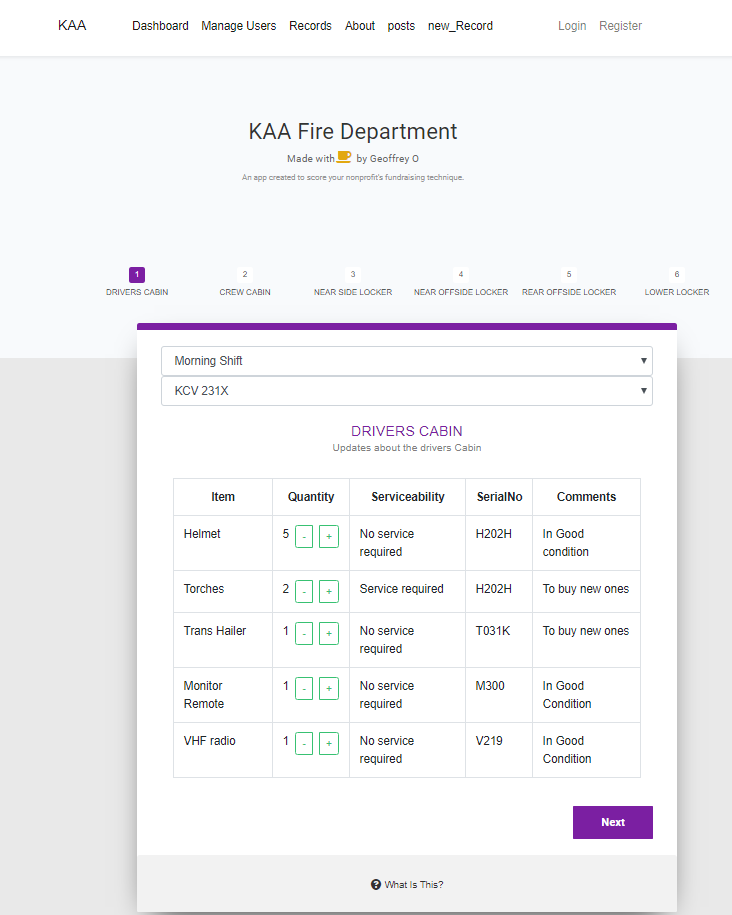 KAA Dashboard Manage Users Records About posts new_Record Login Register
KAA Fire Department
Made with by Geoffrey O
An app created to score your nonprofit's fundraising technique.
1 2 3 4 5 6
DRIVERS CABIN CREW CABIN NEAR SIDE LOCKER NEAR OFFSIDE LOCKER REAR OFFSIDE LOCKER LOWER LOCKER
Morning Shift
KCV 231X
DRIVERS CABIN
Updates about the drivers Cabin
Item Quantity Serviceability SerialNo Comments
Helmet 5 - + No service H202H In Good
required condition
Torches 2 - + Service required H202H To buy new ones
Trans Hailer 1 - + No service T031K To buy new ones
required
Monitor 1 - + No service M300 In Good
Remote required Condition
VHF radio 1 - + No service V219 In Good
required Condition
Next
What Is This?